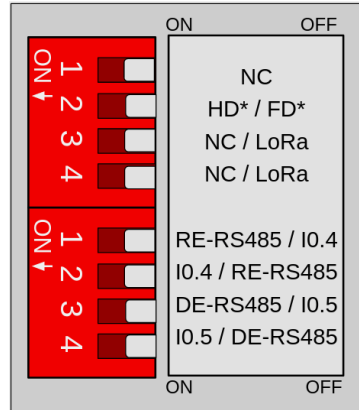 ON OFF
ON
1
2
3
4
NC
HD* / FD*
NC / LoRa
NC / LoRa
ON
1
2
3
4
RE-RS485 / I0.4
I0.4 / RE-RS485
DE-RS485 / I0.5
I0.5 / DE-RS485
ON OFF